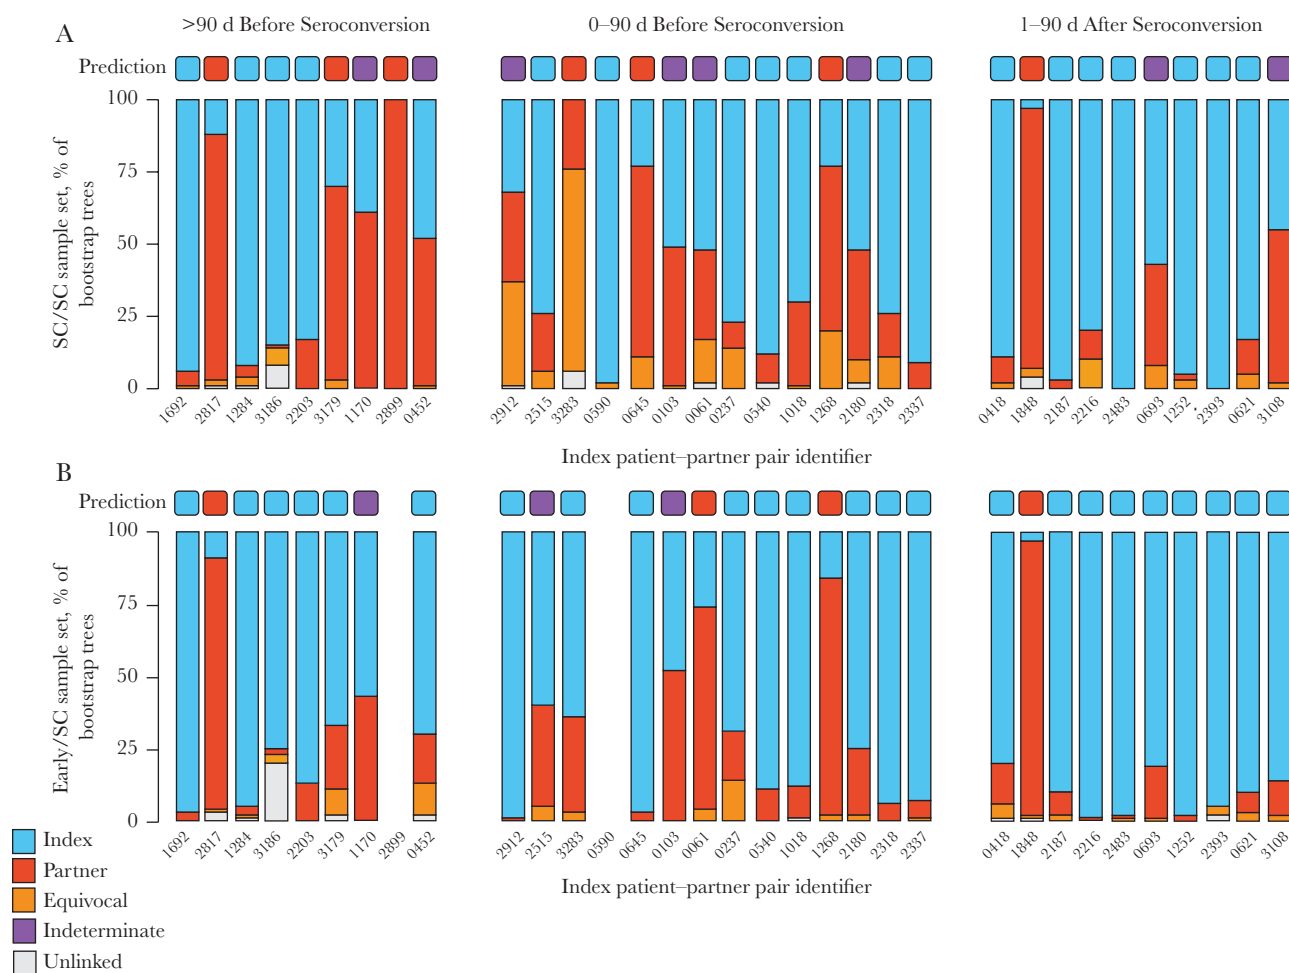 A
>90 d Before Seroconversion
0–90 d Before Seroconversion
1–90 d After Seroconversion
Prediction
SC/SC sample set, % of
bootstrap trees
100
75
50
25
0
1692 2817 1284 3186 2203 3179 1170 2899 0452
2912 2515 3283 0590 0645 0103 0061 0237 0540 1018 1268 2180 2318 2337
0418 1848 2187 2216 2483 0693 1252 2393 0621 3108
Index patient–partner pair identifier
B
Prediction
Early/SC sample set, % of
bootstrap trees
100
75
50
25
0
1692 2817 1284 3186 2203 3179 1170 2899 0452
2912 2515 3283 0590 0645 0103 0061 0237 0540 1018 1268 2180 2318 2337
0418 1848 2187 2216 2483 0693 1252 2393 0621 3108
Index patient–partner pair identifier
Index
Partner
Equivocal
Indeterminate
Unlinked